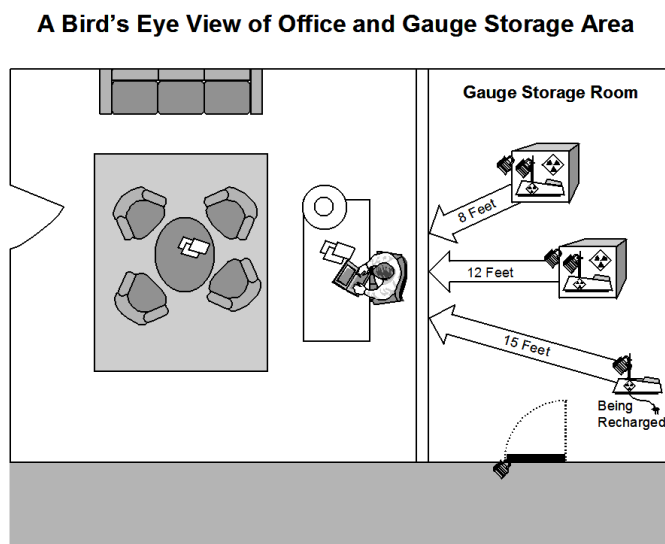 A Bird's Eye View of Office and Gauge Storage Area
Gauge Storage Room
8 Feet
12 Feet
15 Feet
Being
Recharged